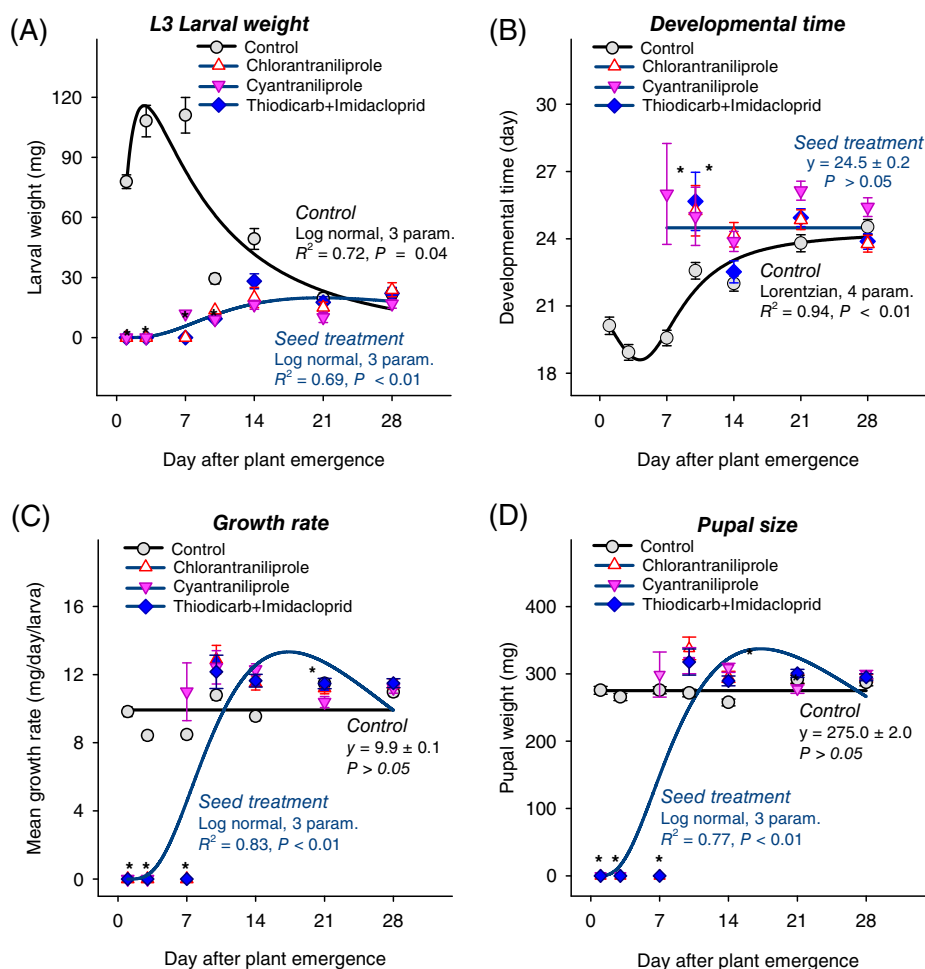 (A)
L3 Larval weight
Control
Chlorantraniliprole
Cyantraniliprole
Thiodicarb+Imidacloprid
120
90
60
30
0
Larval weight (mg)
*
*
*
*
Control
Log normal, 3 param.
R² = 0.72, P = 0.04
Seed treatment
Log normal, 3 param.
R² = 0.69, P < 0.01
0 7 14 21 28
Day after plant emergence
(B)
Developmental time
Control
Chlorantraniliprole
Cyantraniliprole
Thiodicarb+Imidacloprid
30
27
24
21
18
Developmental time (day)
* *
Seed treatment
y = 24.5 ± 0.2
P > 0.05
Control
Lorentzian, 4 param.
R² = 0.94, P < 0.01
0 7 14 21 28
Day after plant emergence
(C)
Growth rate
Control
Chlorantraniliprole
Cyantraniliprole
Thiodicarb+Imidacloprid
16
12
8
4
0
Mean growth rate (mg/day/larva)
*
Control
y = 9.9 ± 0.1
P > 0.05
Seed treatment
Log normal, 3 param.
R² = 0.83, P < 0.01
* * *
0 7 14 21 28
Day after plant emergence
(D)
Pupal size
Control
Chlorantraniliprole
Cyantraniliprole
Thiodicarb+Imidacloprid
400
300
200
100
0
Pupal weight (mg)
*
Control
y = 275.0 ± 2.0
P > 0.05
Seed treatment
Log normal, 3 param.
R² = 0.77, P < 0.01
* * *
0 7 14 21 28
Day after plant emergence